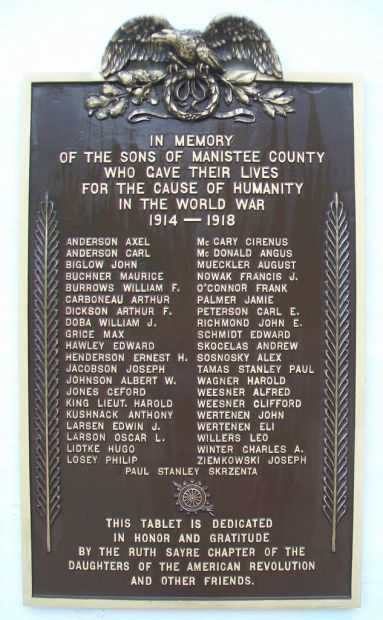 IN MEMORY
OF THE SONS OF MANISTEE COUNTY
WHO GAVE THEIR LIVES
FOR THE CAUSE OF HUMANITY
IN THE WORLD WAR
1914 — 1918
ANDERSON AXEL
ANDERSON CARL
BIGLOW JOHN
BUCHNER MAURICE
BURROWS WILLIAM F.
CARBONEAU ARTHUR
DICKSON ARTHUR F.
DOBA WILLIAM J.
GRICE MAX
HAWLEY EDWARD
HENDERSON ERNEST H.
JACOBSON JOSEPH
JOHNSON ALBERT W.
JONES CEFORD
KING LIEUT. HAROLD
KUSHNACK ANTHONY
LARSEN EDWIN J.
LARSON OSCAR L.
LIDTKE HUGO
LOSEY PHILIP
Mc CARY CIRENUS
Mc DONALD ANGUS
MUECKLER AUGUST
NOWAK FRANCIS J.
O'CONNOR FRANK
PALMER JAMIE
PETERSON CARL E.
RICHMOND JOHN E.
SCHMIDT EDWARD
SKOCELAS ANDREW
SOSNOSKY ALEX
TAMAS STANLEY PAUL
WAGNER HAROLD
WEESNER ALFRED
WEESNER CLIFFORD
WERTENEN JOHN
WERTENEN ELI
WILLERS LEO
WINTER CHARLES A.
ZIEMKOWSKI JOSEPH
PAUL STANLEY SKRZENTA
THIS TABLET IS DEDICATED
IN HONOR AND GRATITUDE
BY THE RUTH SAYRE CHAPTER OF THE
DAUGHTERS OF THE AMERICAN REVOLUTION
AND OTHER FRIENDS.